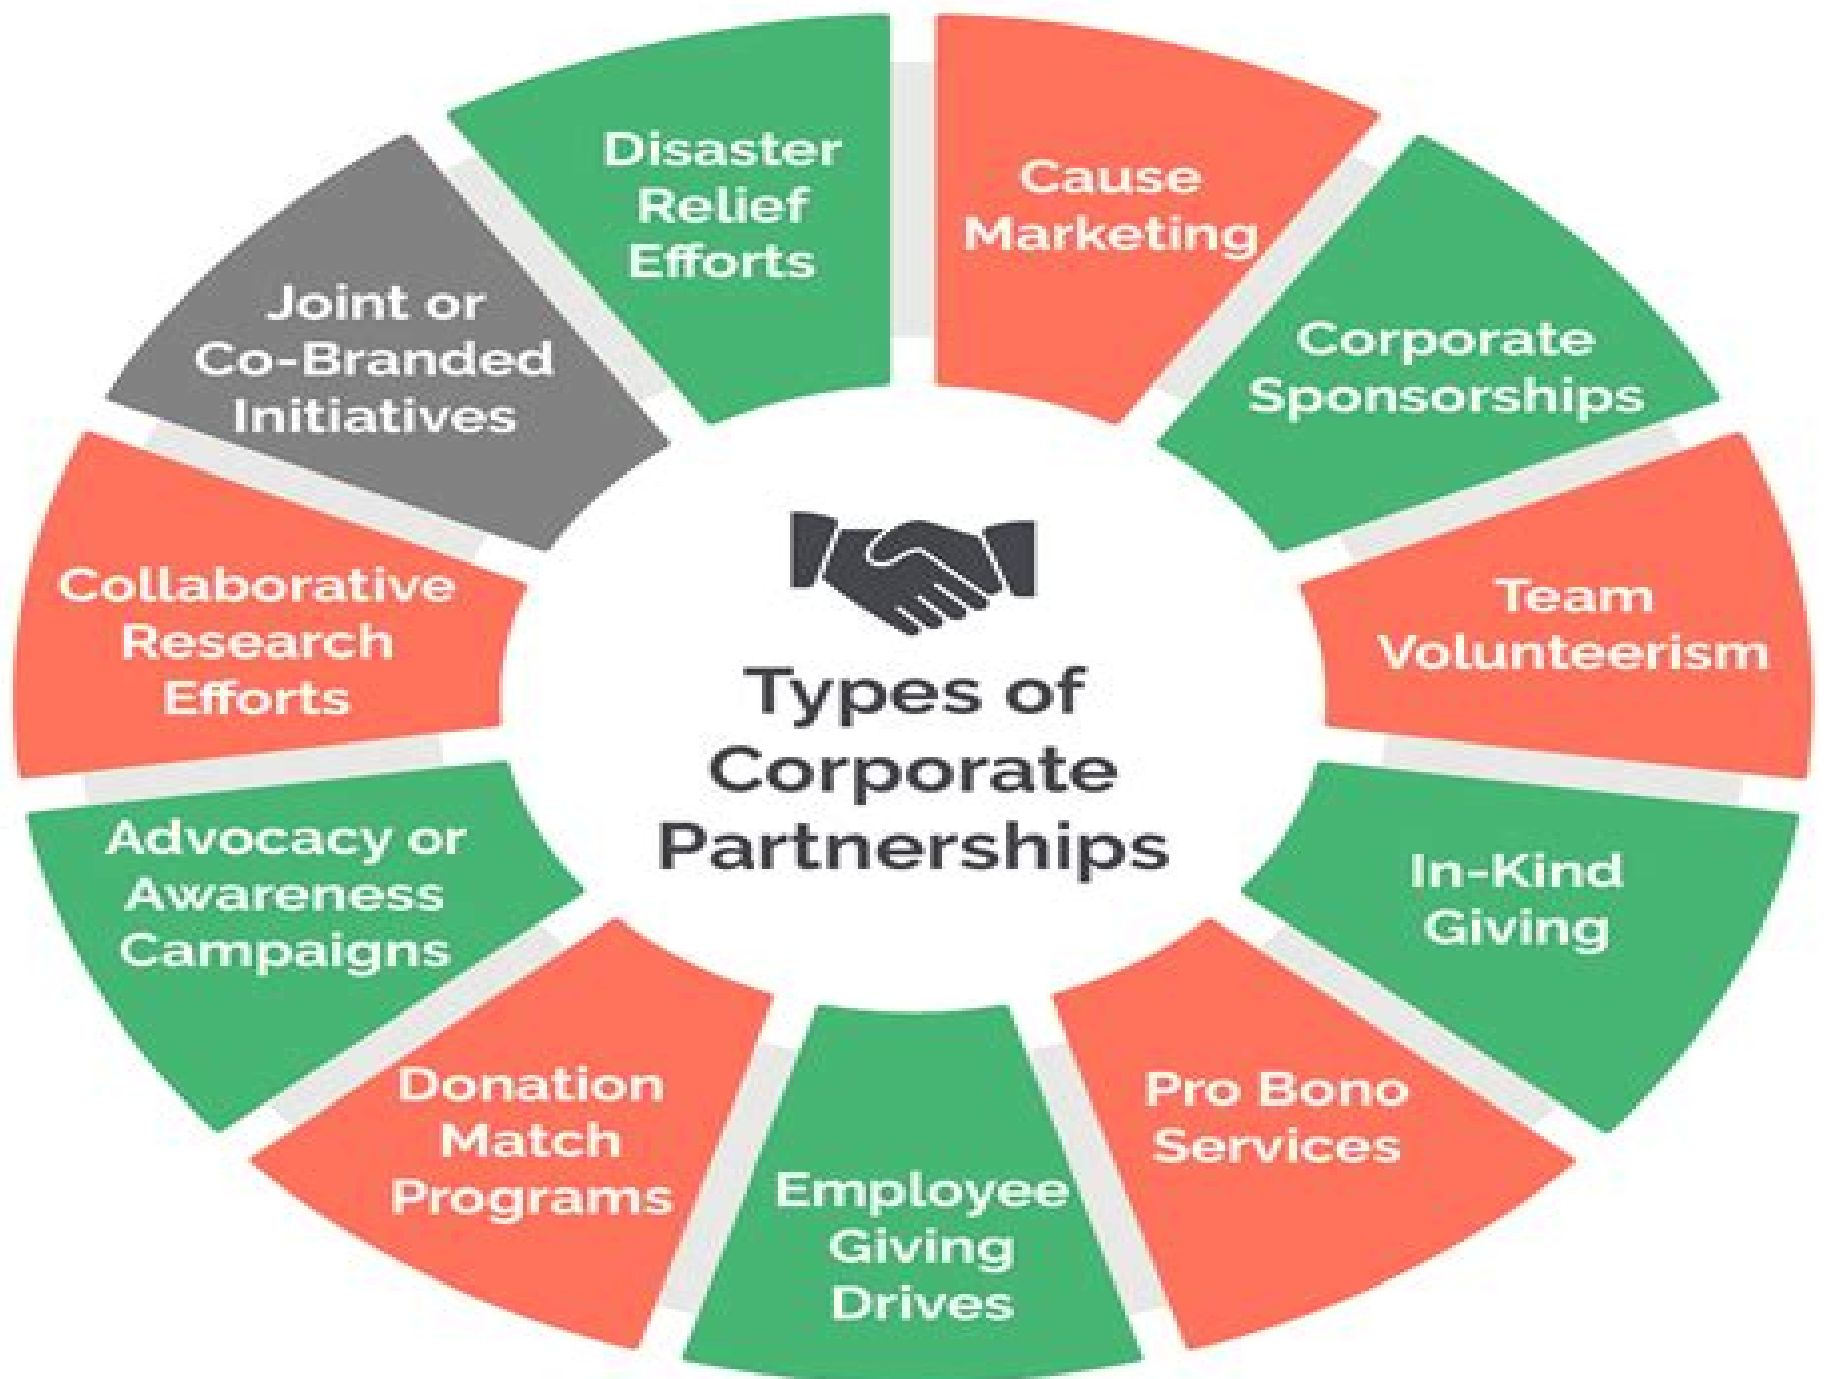 Types of
Corporate
Partnerships
Cause
Marketing
Corporate
Sponsorships
Team
Volunteerism
In-Kind
Giving
Pro Bono
Services
Employee
Giving
Drives
Donation
Match
Programs
Advocacy or
Awareness
Campaigns
Collaborative
Research
Efforts
Joint or
Co-Branded
Initiatives
Disaster
Relief
Efforts